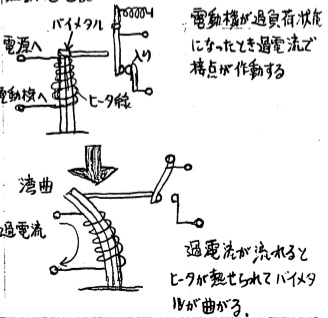 電動機が過負荷状態
になったとき過電流で
接点が作動する
バイメタル
電源へ
入り
電動機へ
ヒータ線
湾曲
過電流
過電流が流れると
ヒータが熱せられてバイメタ
ルが曲がる。